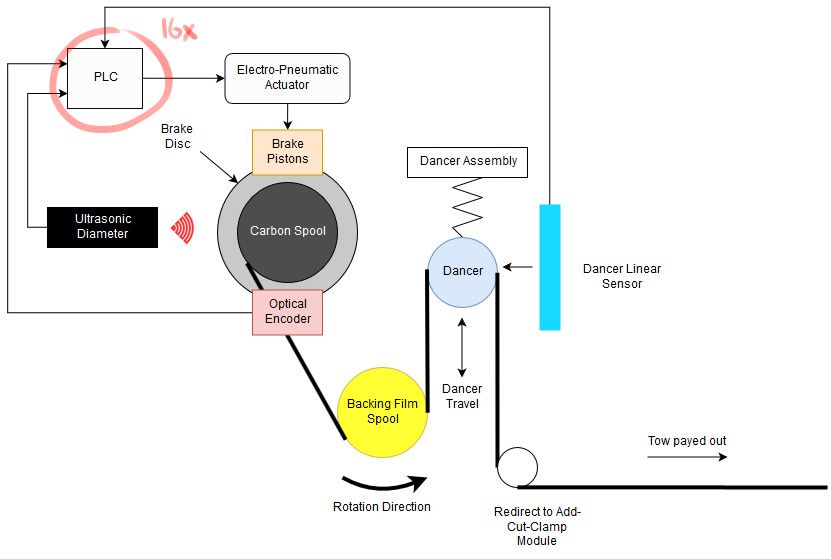 16x
PLC
Electro-Pneumatic
Actuator
Brake
Disc
Brake
Pistons
Dancer Assembly
Ultrasonic
Diameter
Carbon Spool
Dancer
Dancer Linear
Sensor
Optical
Encoder
Dancer
Travel
Backing Film
Spool
Tow payed out
Rotation Direction
Redirect to Add-
Cut-Clamp
Module